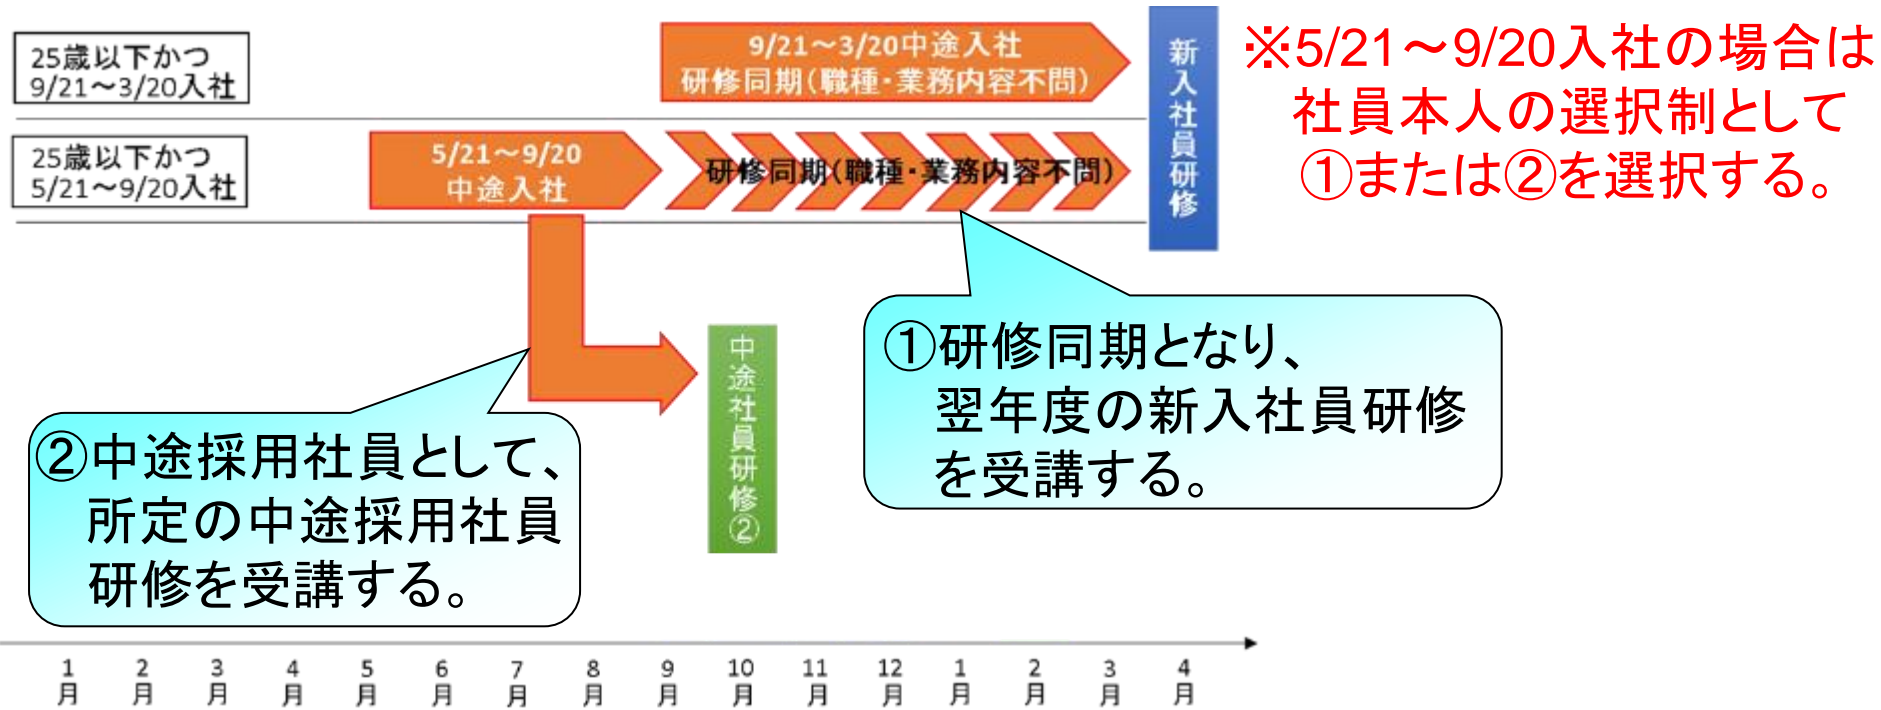 25歳以下かつ
9/21～3/20入社
9/21～3/20中途入社
研修同期(職種・業務内容不問)
新入社員研修
※5/21～9/20入社の場合は
社員本人の選択制として
①または②を選択する。
25歳以下かつ
5/21～9/20入社
5/21～9/20
中途入社
研修同期(職種・業務内容不問)
①研修同期となり、
翌年度の新入社員研修
を受講する。
中途社員研修②
②中途採用社員として、
所定の中途採用社員
研修を受講する。
1月 2月 3月 4月 5月 6月 7月 8月 9月 10月 11月 12月 1月 2月 3月 4月